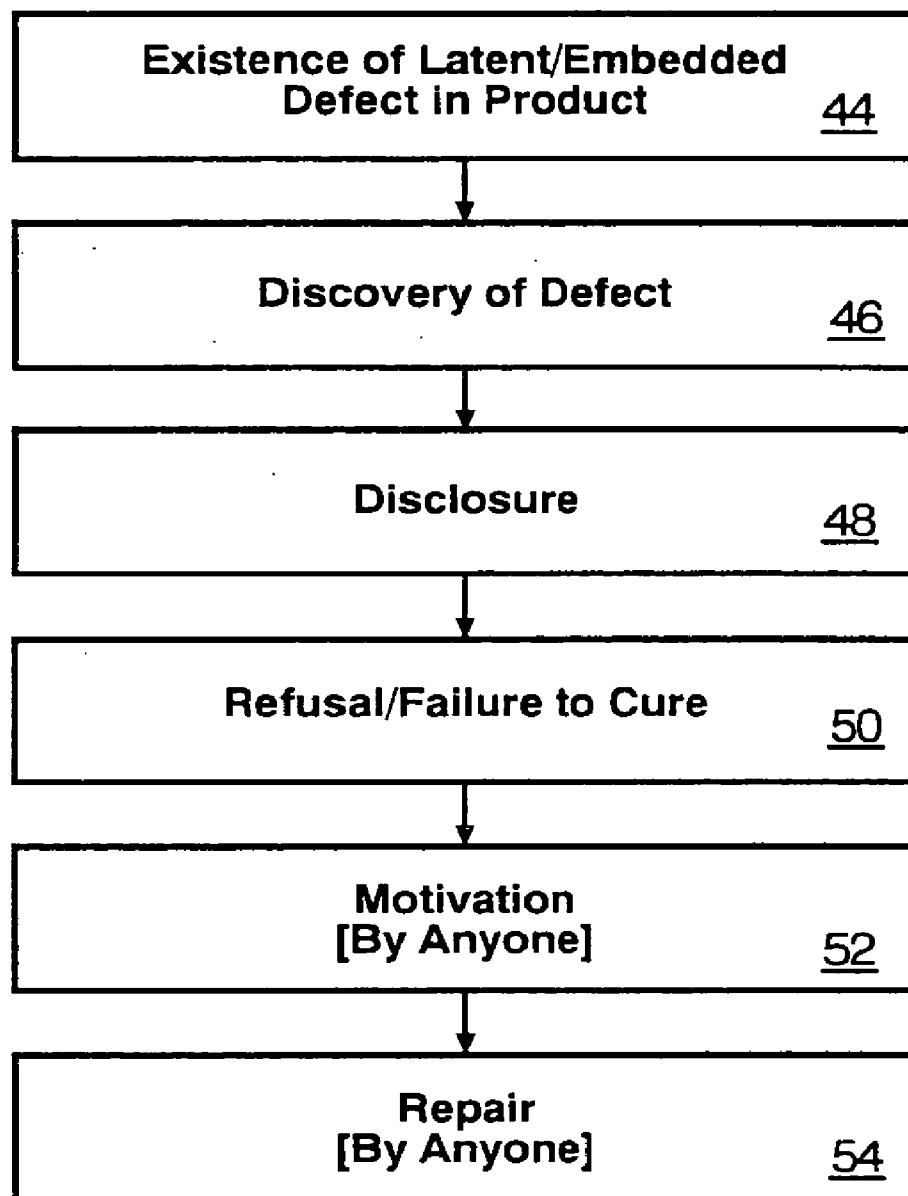 Existence of Latent/Embedded
Defect in Product
44
Discovery of Defect
46
Disclosure
48
Refusal/Failure to Cure
50
Motivation
[By Anyone]
52
Repair
[By Anyone]
54